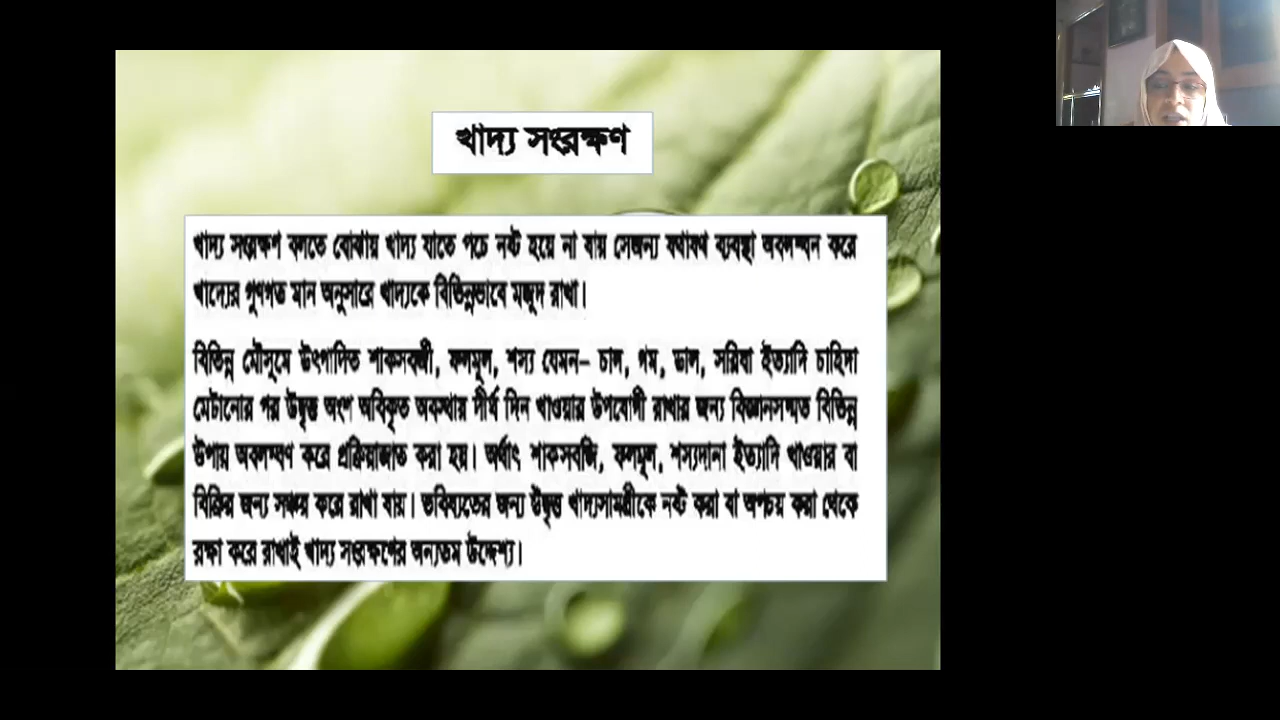 খাদ্য সংরক্ষণ
খাদ্য সংরক্ষণ বলতে বোঝায় খাদ্য যাতে পচে নষ্ট হয়ে না যায় সেজন্য যথাযথ ব্যবস্থা অবলম্বন করে
খাদ্যের গুণগত মান অনুসারে খাদ্যকে বিভিন্নভাবে মজুদ রাখা।
বিভিন্ন মৌসুমে উৎপাদিত শাকসবজী, ফলমূল, শস্য যেমন– চাল, গম, ডাল, সরিষা ইত্যাদি চাহিদা
মেটানোর পর উদ্বৃত্ত অংশ অবিকৃত অবস্থায় দীর্ঘ দিন খাওয়ার উপযোগী রাখার জন্য বিজ্ঞানসম্মত বিভিন্ন
উপায় অবলম্বণ করে প্রক্রিয়াজাত করা হয়। অর্থাৎ শাকসবজি, ফলমূল, শস্যদানা ইত্যাদি খাওয়ার বা
বিক্রির জন্য সঞ্চয় করে রাখা যায়। ভবিষ্যতের জন্য উদ্বৃত্ত খাদ্যসামগ্রীকে নষ্ট করা বা অপচয় করা থেকে
রক্ষা করে রাখাই খাদ্য সংরক্ষণের অন্যতম উদ্দেশ্য।